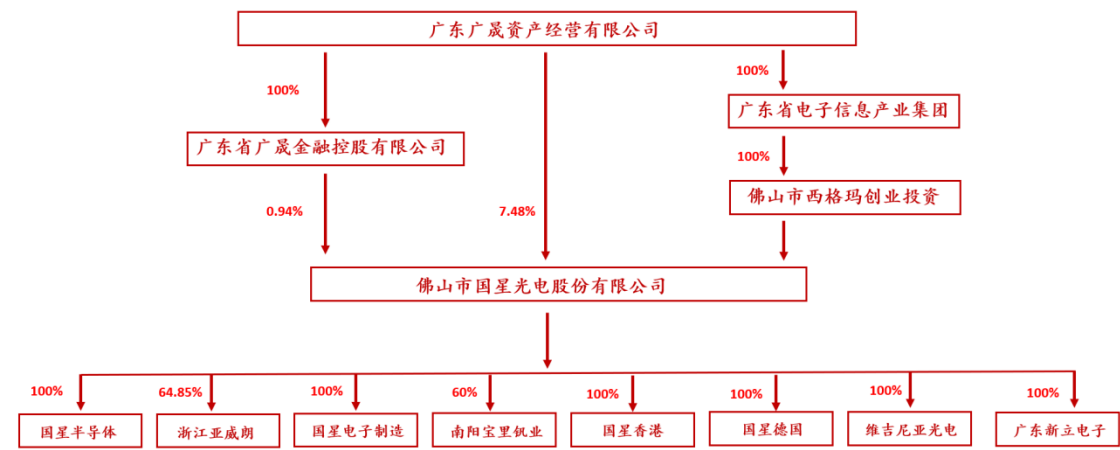 广东广晟资产经营有限公司
100%
100%
广东省电子信息产业集团
广东省广晟金融控股有限公司
100%
佛山市西格玛创业投资
0.94%
7.48%
佛山市国星光电股份有限公司
100%
64.85%
100%
60%
100%
100%
100%
100%
国星半导体
浙江亚威朗
国星电子制造
南阳宝里钒业
国星香港
国星德国
维吉尼亚光电
广东新立电子